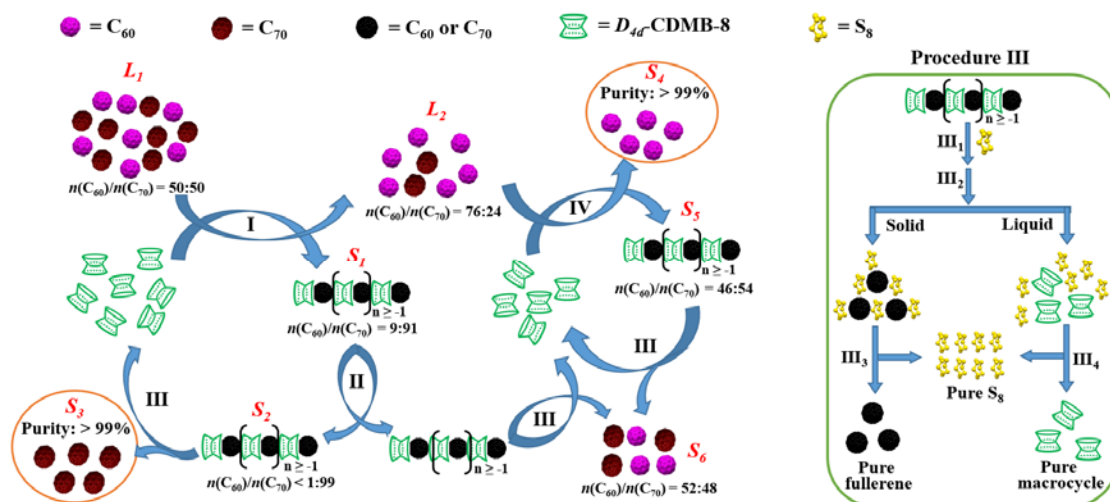 = C60
= C70
= C60 or C70
= D4d-CDMB-8
= S8
L1
n(C60)/n(C70) = 50:50
I
L2
n(C60)/n(C70) = 76:24
S4
Purity: > 99%
IV
S5
n ≥ -1
n(C60)/n(C70) = 46:54
S1
n ≥ -1
n(C60)/n(C70) = 9:91
II
III
III
III
S3
Purity: > 99%
S2
n ≥ -1
n(C60)/n(C70) < 1:99
n ≥ -1
S6
n(C60)/n(C70) = 52:48
Procedure III
n ≥ -1
III1
III2
Solid
Liquid
III3
III4
Pure S8
Pure
fullerene
Pure
macrocycle